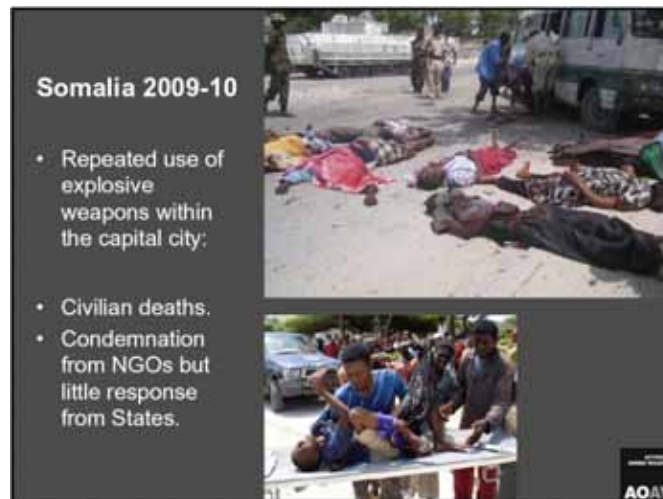 Somalia 2009-10
• Repeated use of
explosive
weapons within
the capital city:
• Civilian deaths.
• Condemnation
from NGOs but
little response
from States.